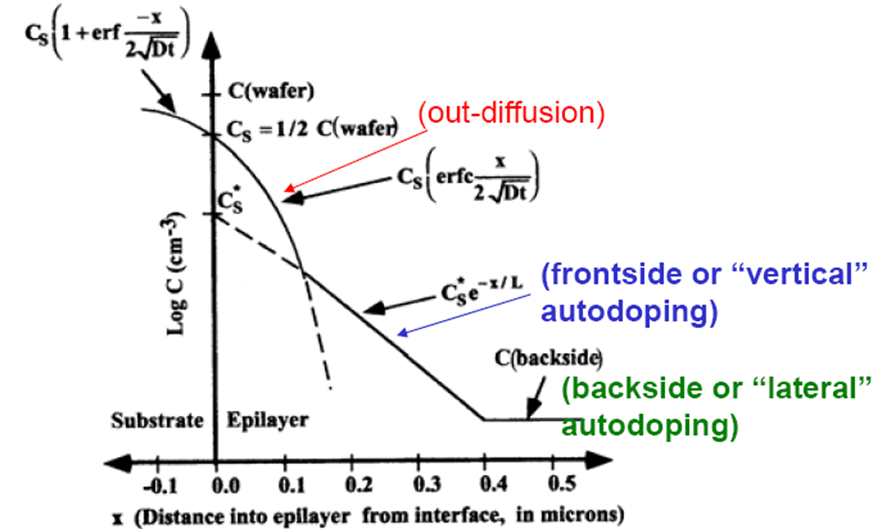 C_S(1+erf -x/2√Dt)
C(wafer)
C_S = 1/2 C(wafer)
(out-diffusion)
C_S(erfc x/2√Dt)
C_S^*
Log C (cm^-3)
C_S^* e^-x/L
(frontside or “vertical”
autodoping)
C(backside)
(backside or “lateral”
autodoping)
Substrate
Epilayer
-0.1 0.0 0.1 0.2 0.3 0.4 0.5
x (Distance into epilayer from interface, in microns)